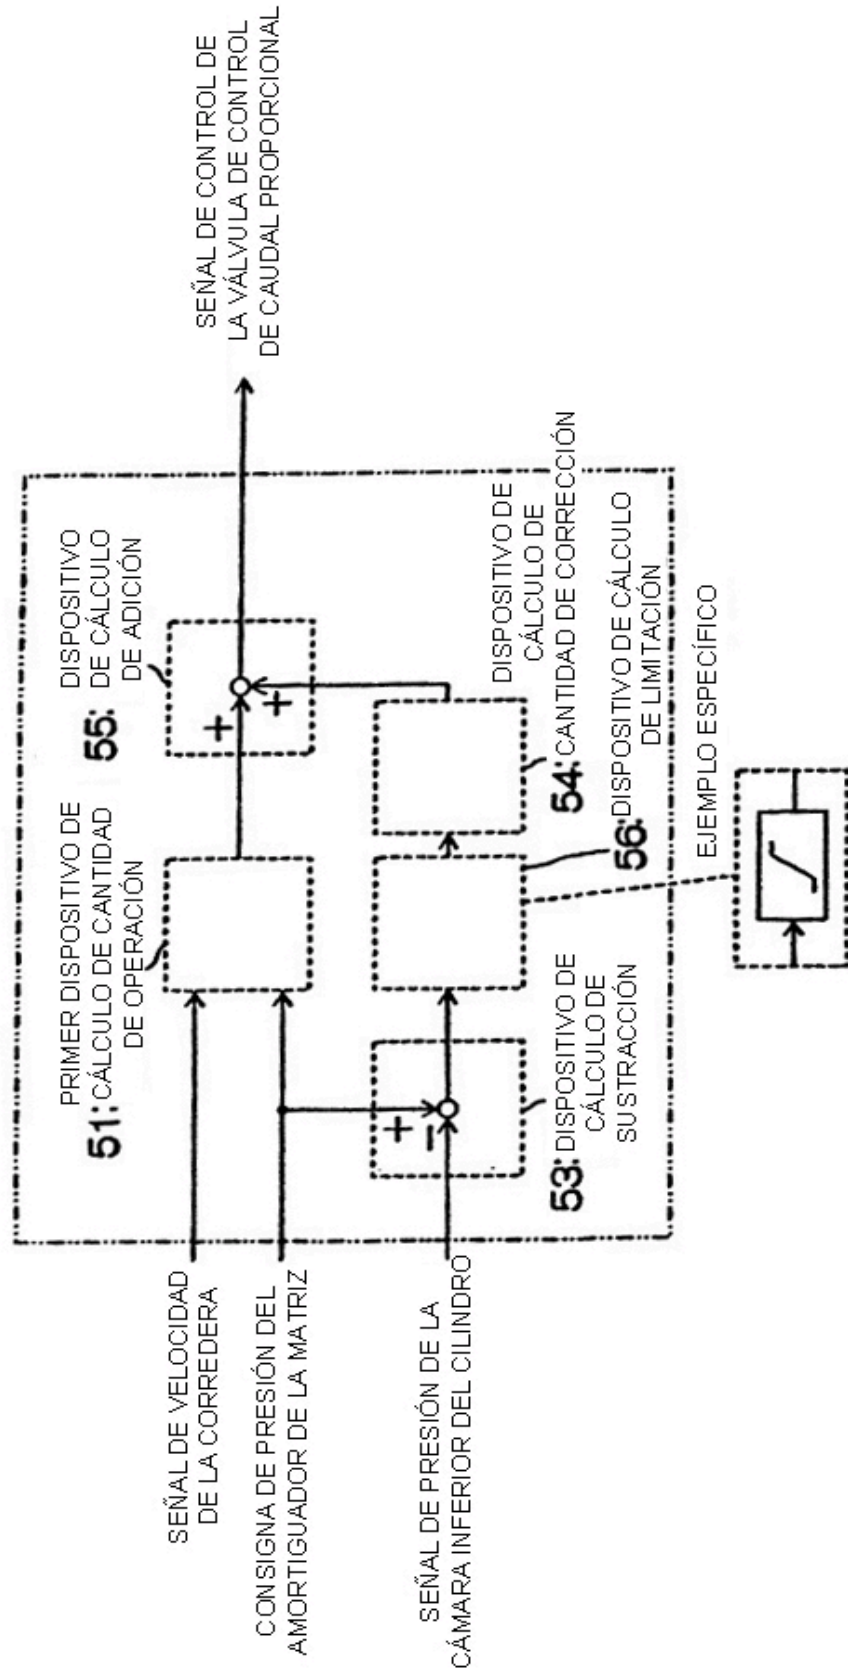 SEÑAL DE VELOCIDAD
DE LA CORREDERA
CONSIGNA DE PRESIÓN DEL
AMORTIGUADOR DE LA MATRIZ
SEÑAL DE PRESIÓN DE LA
CÁMARA INFERIOR DEL CILINDRO
PRIMER DISPOSITIVO DE
51: CÁLCULO DE CANTIDAD
DE OPERACIÓN
DISPOSITIVO
55: DE CÁLCULO
DE ADICIÓN
+
+
+
-
53: DISPOSITIVO DE
CÁLCULO DE
SUSTRACCIÓN
DISPOSITIVO DE
CÁLCULO DE
54: CANTIDAD DE CORRECCIÓN
56: DISPOSITIVO DE CÁLCULO
DE LIMITACIÓN
EJEMPLO ESPECÍFICO
SEÑAL DE CONTROL DE
LA VÁLVULA DE CONTROL
DE CAUDAL PROPORCIONAL